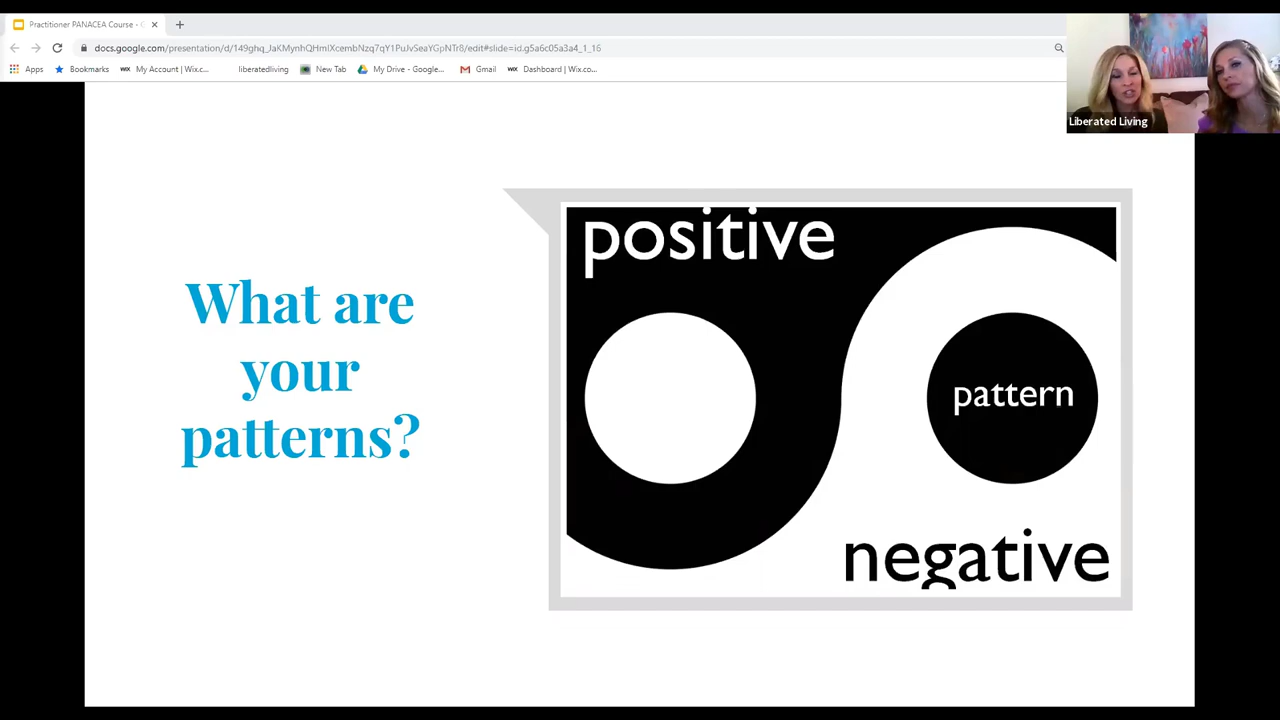 Practitioner PANACEA Course - G
docs.google.com/presentation/d/149ghq_JaKMynhQHmIXcembNzq7qY1PuJvSeaYGpNTr8/edit#slide=id.g5a6c05a3a4_1_16
Apps Bookmarks My Account | Wix.c... liberatedliving New Tab My Drive - Google... Gmail Dashboard | Wix.co...
Liberated Living
What are
your
patterns?
positive
pattern
negative